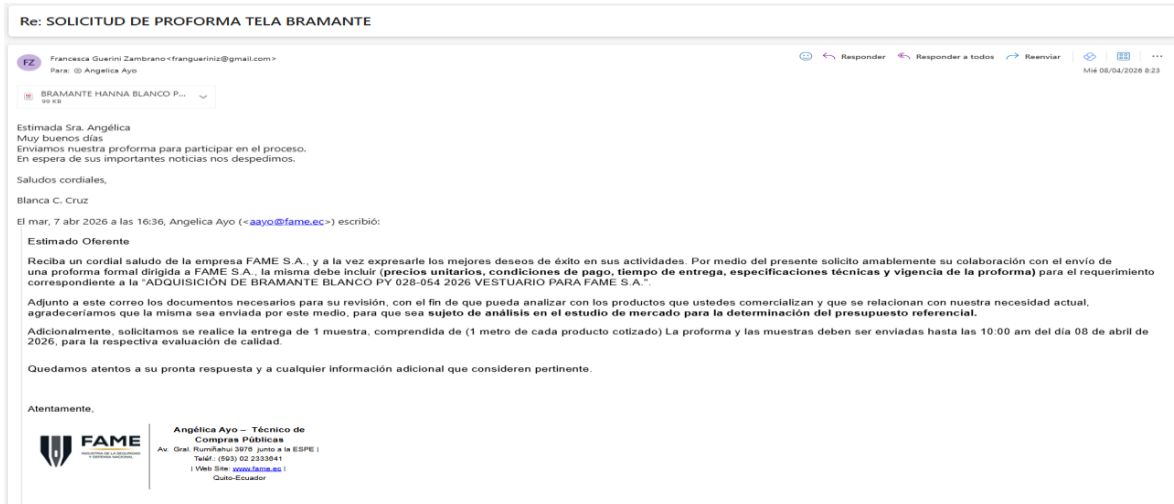 Re: SOLICITUD DE PROFORMA TELA BRAMANTE
FZ
Francesca Guerini Zambrano<frangueriniz@gmail.com>
Para: Angelica Ayo
Responder
Responder a todos
Reenviar
Mié 08/04/2026 8:23
BRAMANTE HANNA BLANCO P...
99 KB
Estimada Sra. Angélica
Muy buenos días
Enviamos nuestra proforma para participar en el proceso.
En espera de sus importantes noticias nos despedimos.
Saludos cordiales,
Blanca C. Cruz
El mar, 7 abr 2026 a las 16:36, Angelica Ayo (<aayo@fame.ec>) escribió:
Estimado Oferente
Reciba un cordial saludo de la empresa FAME S.A., y a la vez expresarle los mejores deseos de éxito en sus actividades. Por medio del presente solicito amablemente su colaboración con el envío de
una proforma formal dirigida a FAME S.A., la misma debe incluir (precios unitarios, condiciones de pago, tiempo de entrega, especificaciones técnicas y vigencia de la proforma) para el requerimiento
correspondiente a la "ADQUISICIÓN DE BRAMANTE BLANCO PY 028-054 2026 VESTUARIO PARA FAME S.A.".
Adjunto a este correo los documentos necesarios para su revisión, con el fin de que pueda analizar con los productos que ustedes comercializan y que se relacionan con nuestra necesidad actual,
agradeceríamos que la misma sea enviada por este medio, para que sea sujeto de análisis en el estudio de mercado para la determinación del presupuesto referencial.
Adicionalmente, solicitamos se realice la entrega de 1 muestra, comprendida de (1 metro de cada producto cotizado) La proforma y las muestras deben ser enviadas hasta las 10:00 am del día 08 de abril de
2026, para la respectiva evaluación de calidad.
Quedamos atentos a su pronta respuesta y a cualquier información adicional que consideren pertinente.
Atentamente,
FAME
INDUSTRIA DE LA SEGURIDAD
Y DEFENSA NACIONAL
Angélica Ayo – Técnico de
Compras Públicas
Av. Gral. Rumiñahui 3976 junto a la ESPE |
Teléf.: (593) 02 2333641
| Web Site: www.fame.ec |
Quito-Ecuador